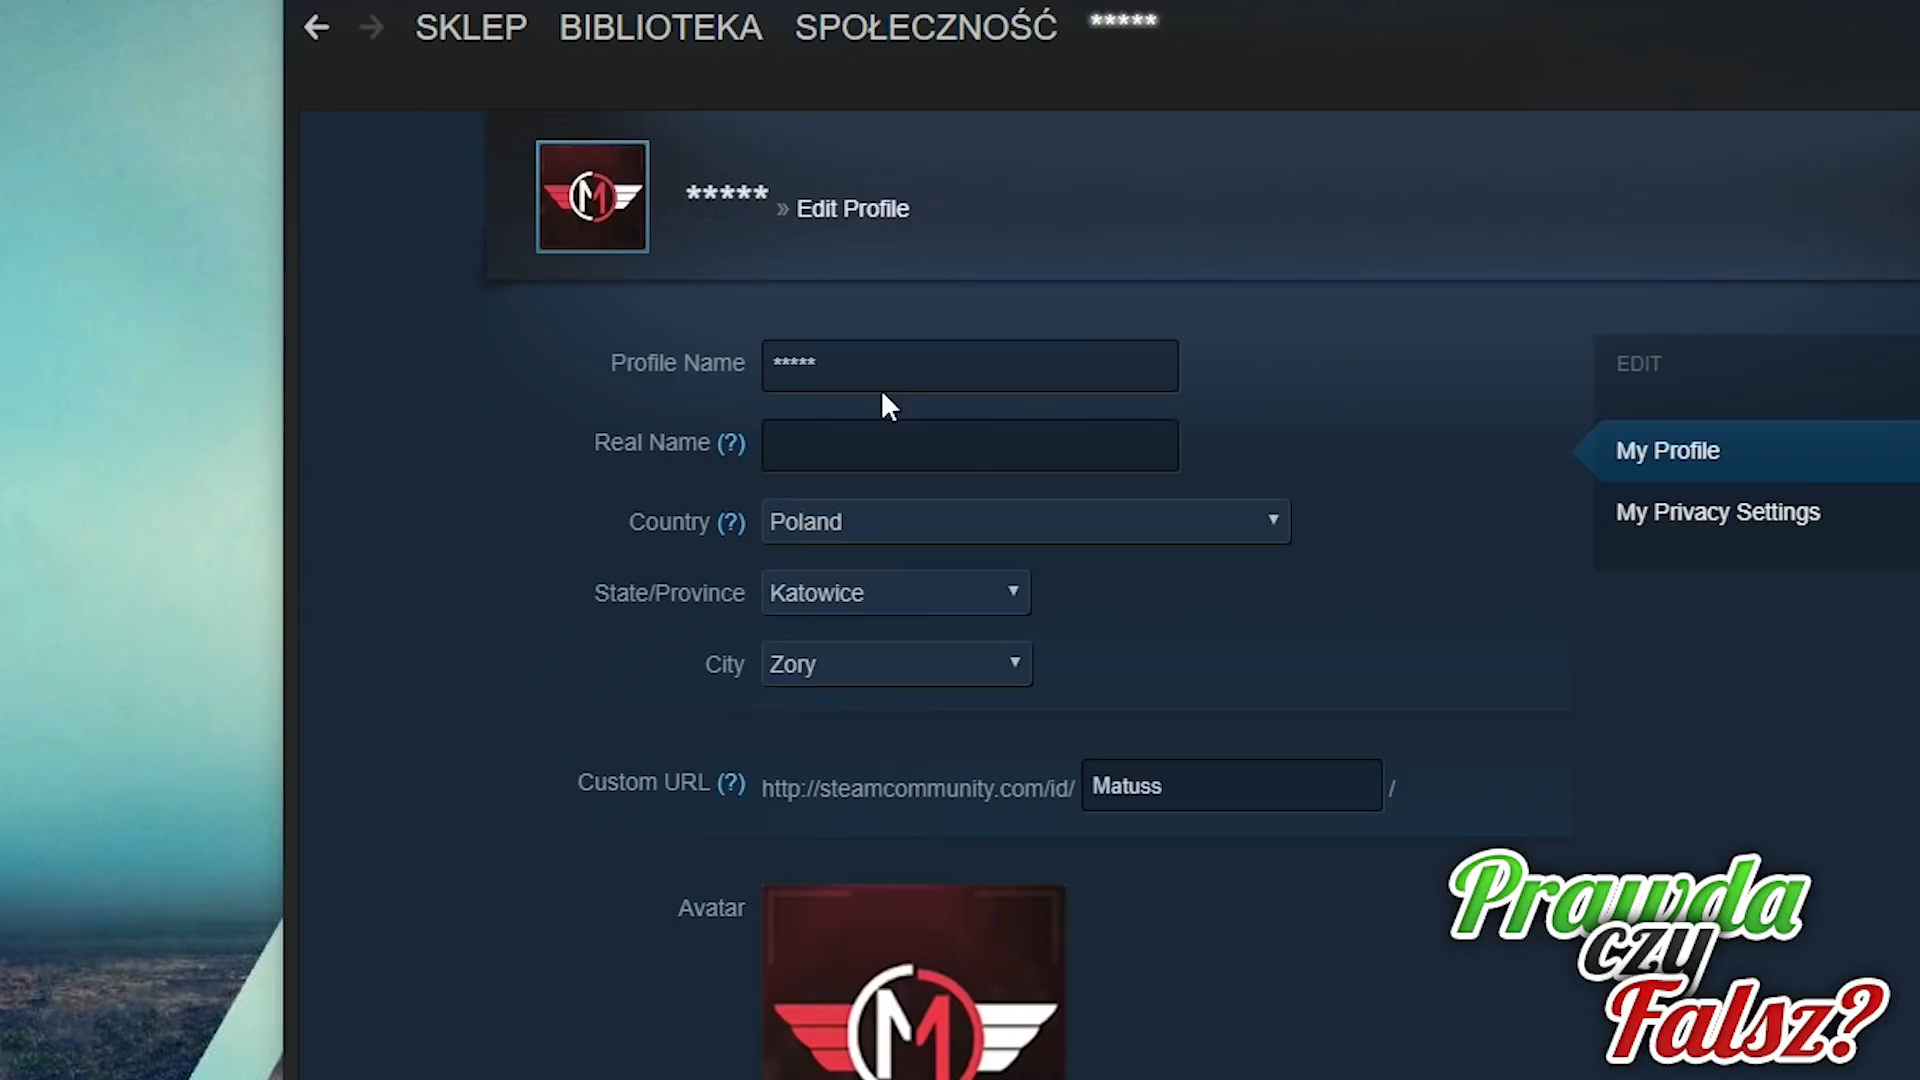 SKLEP BIBLIOTEKA SPOŁECZNOŚĆ *****
***** » Edit Profile
Profile Name *****
Real Name (?)
Country (?) Poland
State/Province Katowice
City Zory
Custom URL (?) http://steamcommunity.com/id/ Matuss /
Avatar
M
EDIT
My Profile
My Privacy Settings
Prawda
czy
Falsz?